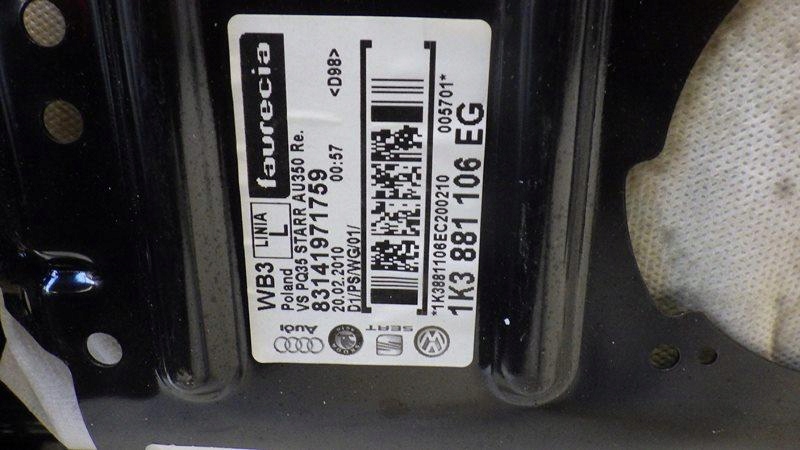 WB3
LINIA
L
faurecia
Poland
VS PQ35 STARR AU350 Re.
83141971759
20.02.2010 00:57 <D98>
D1/PS/WG/01/
*1K3881106EC200210 005701*
1K3 881 106 EG
Audi
SKODA
SEAT